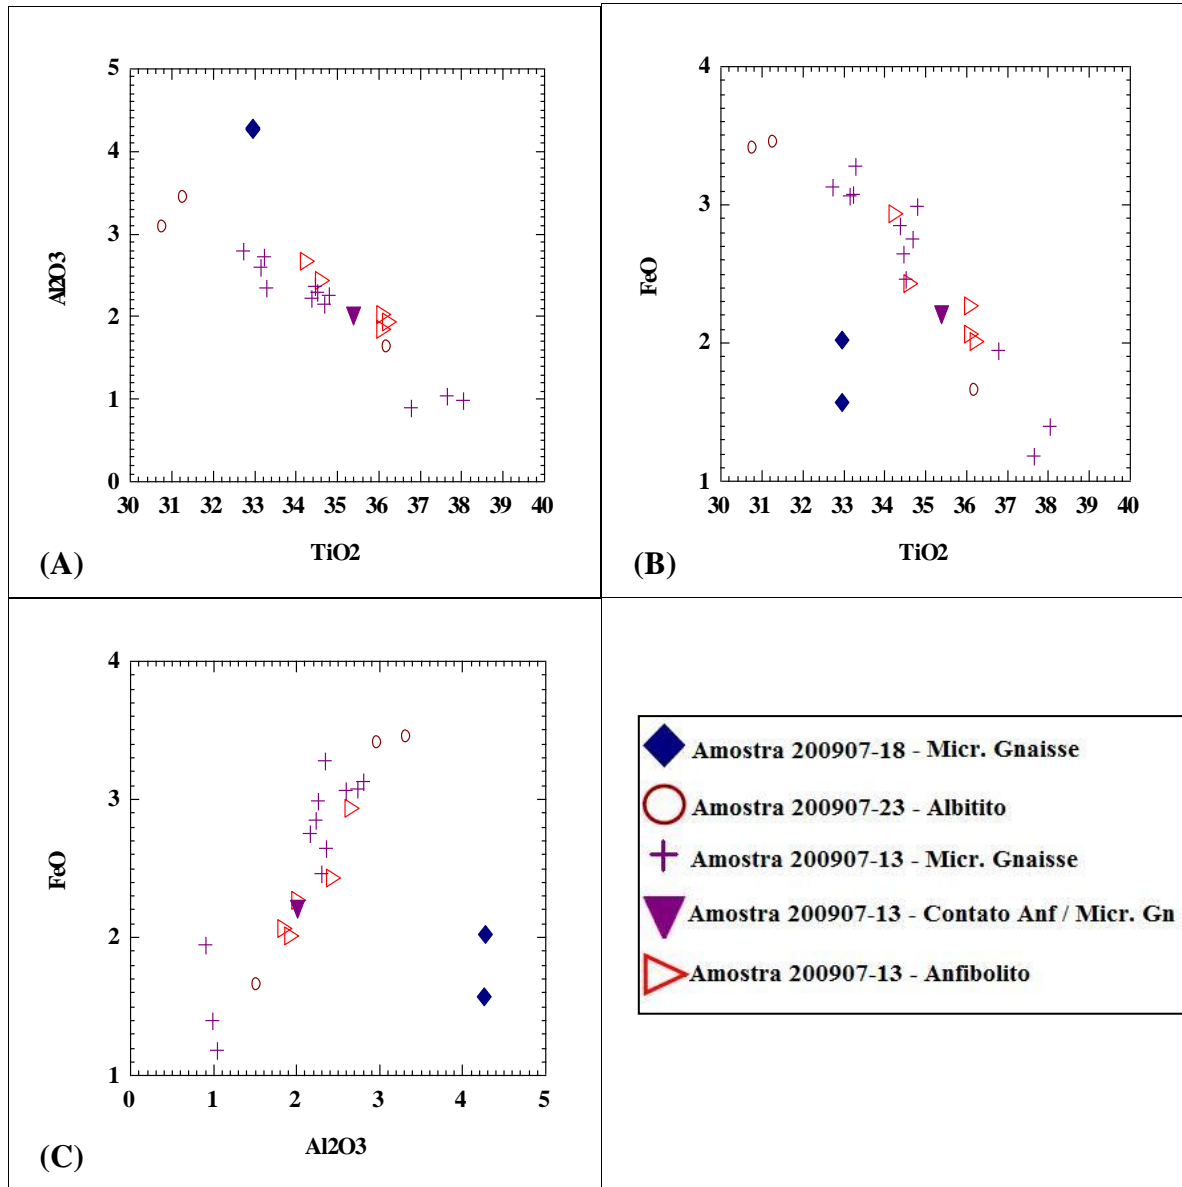 5
4
3
2
1
0
Al2O3
30 31 32 33 34 35 36 37 38 39 40
TiO2
(A)
4
3
2
1
FeO
30 31 32 33 34 35 36 37 38 39 40
TiO2
(B)
4
3
2
1
FeO
0 1 2 3 4 5
Al2O3
(C)
Amostra 200907-18 - Micr. Gnaisse
Amostra 200907-23 - Albitito
Amostra 200907-13 - Micr. Gnaisse
Amostra 200907-13 - Contato Anf / Micr. Gn
Amostra 200907-13 - Anfibolito